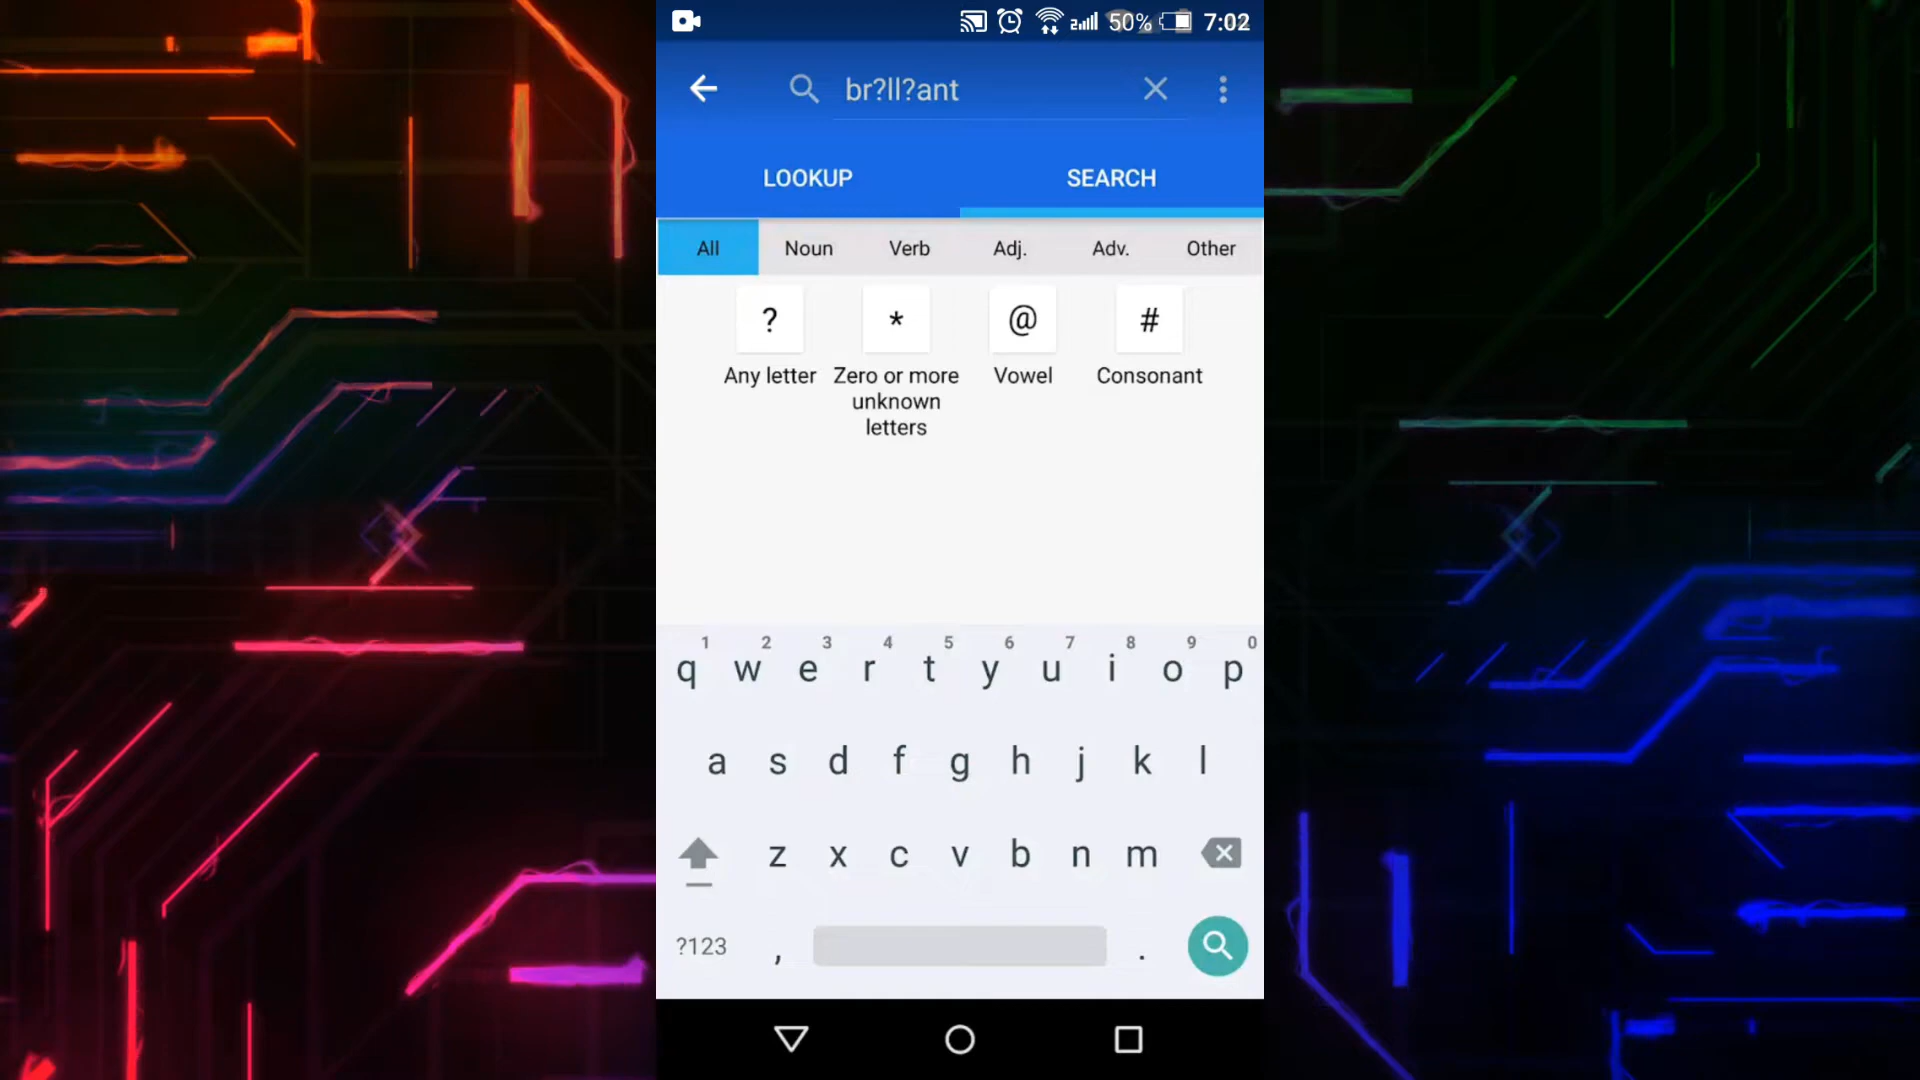 50% 7:02
br?ll?ant
LOOKUP SEARCH
All Noun Verb Adj. Adv. Other
? * @ #
Any letter Zero or more unknown letters Vowel Consonant
1 2 3 4 5 6 7 8 9 0
q w e r t y u i o p
a s d f g h j k l
z x c v b n m
?123 , .